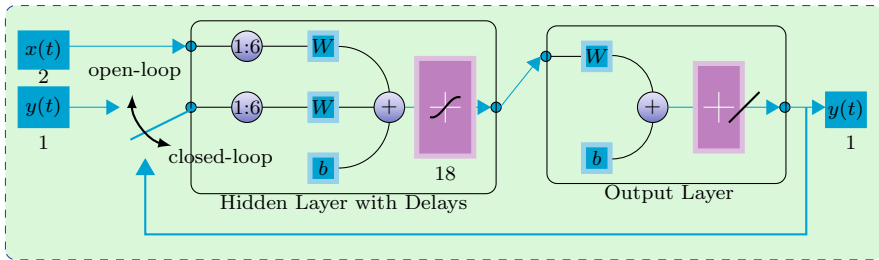 x(t)
2
open-loop
y(t)
1
closed-loop
1:6
W
1:6
W
b
+
18
Hidden Layer with Delays
W
b
+
Output Layer
y(t)
1